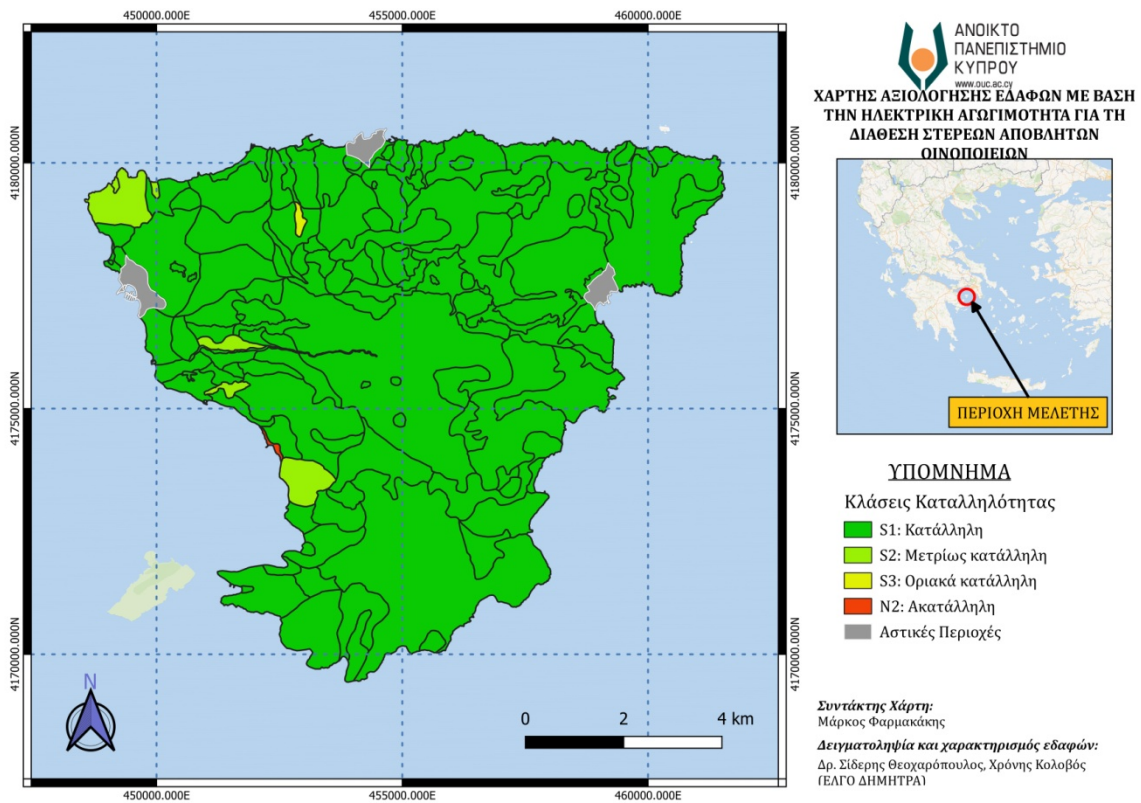 450000.000E
455000.000E
460000.000E
4180000.000N
4175000.000N
4170000.000N
4180000.000N
4175000.000N
4170000.000N
N
0 2 4 km
450000.000E
455000.000E
460000.000E
ΑΝΟΙΚΤΟ
ΠΑΝΕΠΙΣΤΗΜΙΟ
ΚΥΠΡΟΥ
www.ouc.ac.cy
ΧΑΡΤΗΣ ΑΞΙΟΛΟΓΗΣΗΣ ΕΔΑΦΩΝ ΜΕ ΒΑΣΗ
ΤΗΝ ΗΛΕΚΤΡΙΚΗ ΑΓΩΓΙΜΟΤΗΤΑ ΓΙΑ ΤΗ
ΔΙΑΘΕΣΗ ΣΤΕΡΕΩΝ ΑΠΟΒΛΗΤΩΝ
ΟΙΝΟΠΟΙΕΙΩΝ
ΠΕΡΙΟΧΗ ΜΕΛΕΤΗΣ
ΥΠΟΜΝΗΜΑ
Κλάσεις Καταλληλότητας
S1: Κατάλληλη
S2: Μετρίως κατάλληλη
S3: Οριακά κατάλληλη
N2: Ακατάλληλη
Αστικές Περιοχές
Συντάκτης Χάρτη:
Μάρκος Φαρμακάκης
Δειγματοληψία και χαρακτηρισμός εδαφών:
Δρ. Σίδερης Θεοχαρόπουλος, Χρόνης Κολοβός
(ΕΛΓΟ ΔΗΜΗΤΡΑ)